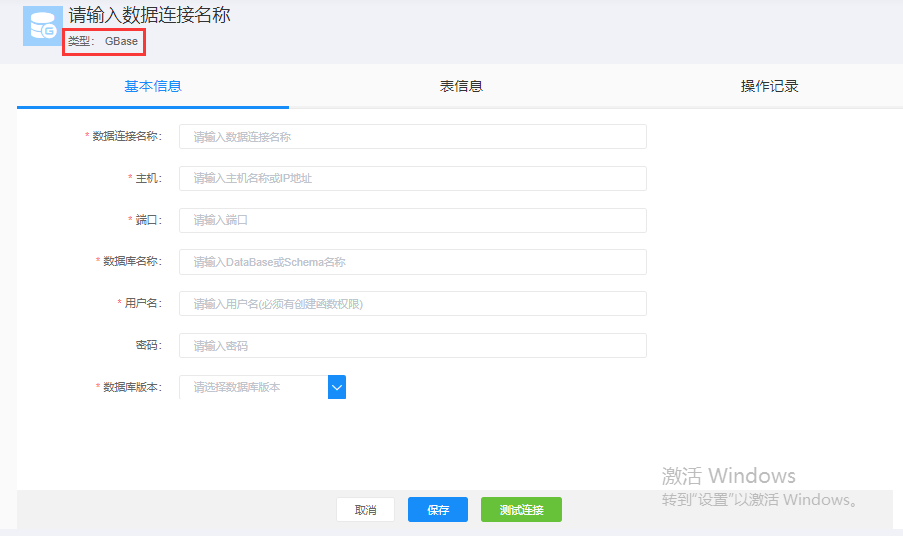 请输入数据连接名称
类型: GBase
G
基本信息 表信息 操作记录
* 数据连接名称: 请输入数据连接名称
* 主机: 请输入主机名称或IP地址
* 端口: 请输入端口
* 数据库名称: 请输入DataBase或Schema名称
* 用户名: 请输入用户名(必须有创建函数权限)
密码: 请输入密码
* 数据库版本: 请选择数据库版本
激活 Windows
转到“设置”以激活 Windows。
取消 保存 测试连接